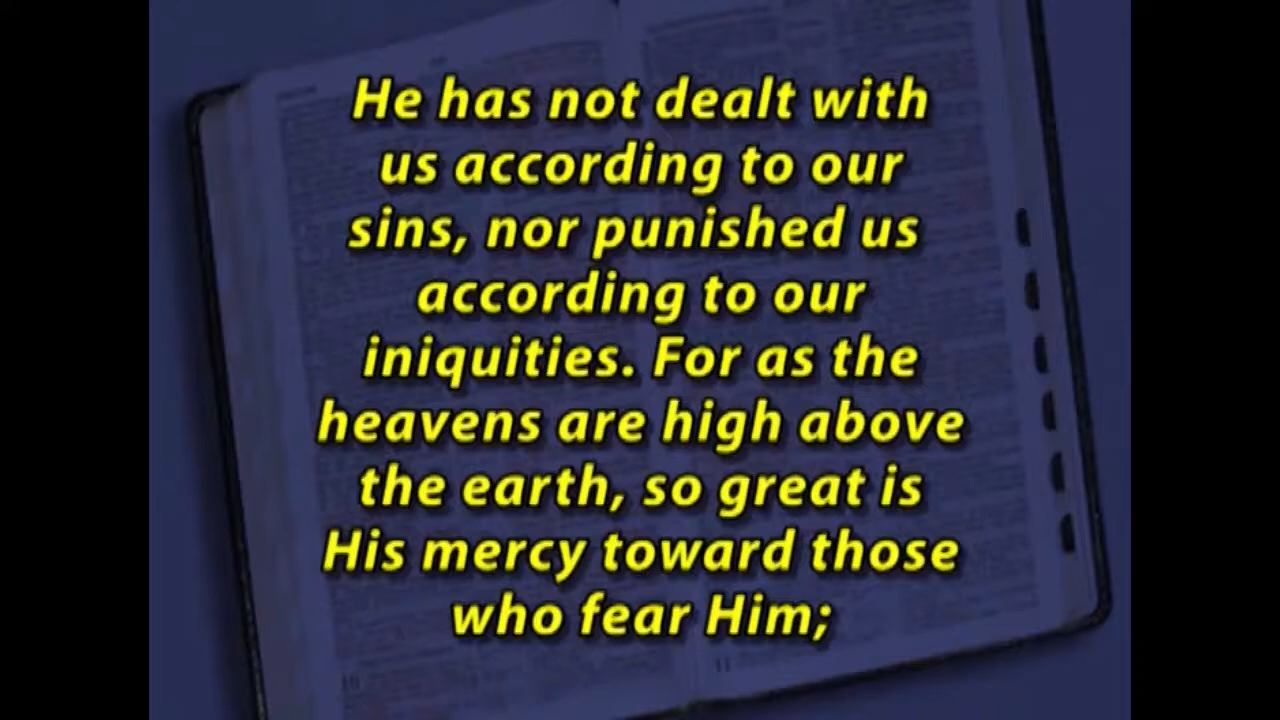 He has not dealt with
us according to our
sins, nor punished us
according to our
iniquities. For as the
heavens are high above
the earth, so great is
His mercy toward those
who fear Him;